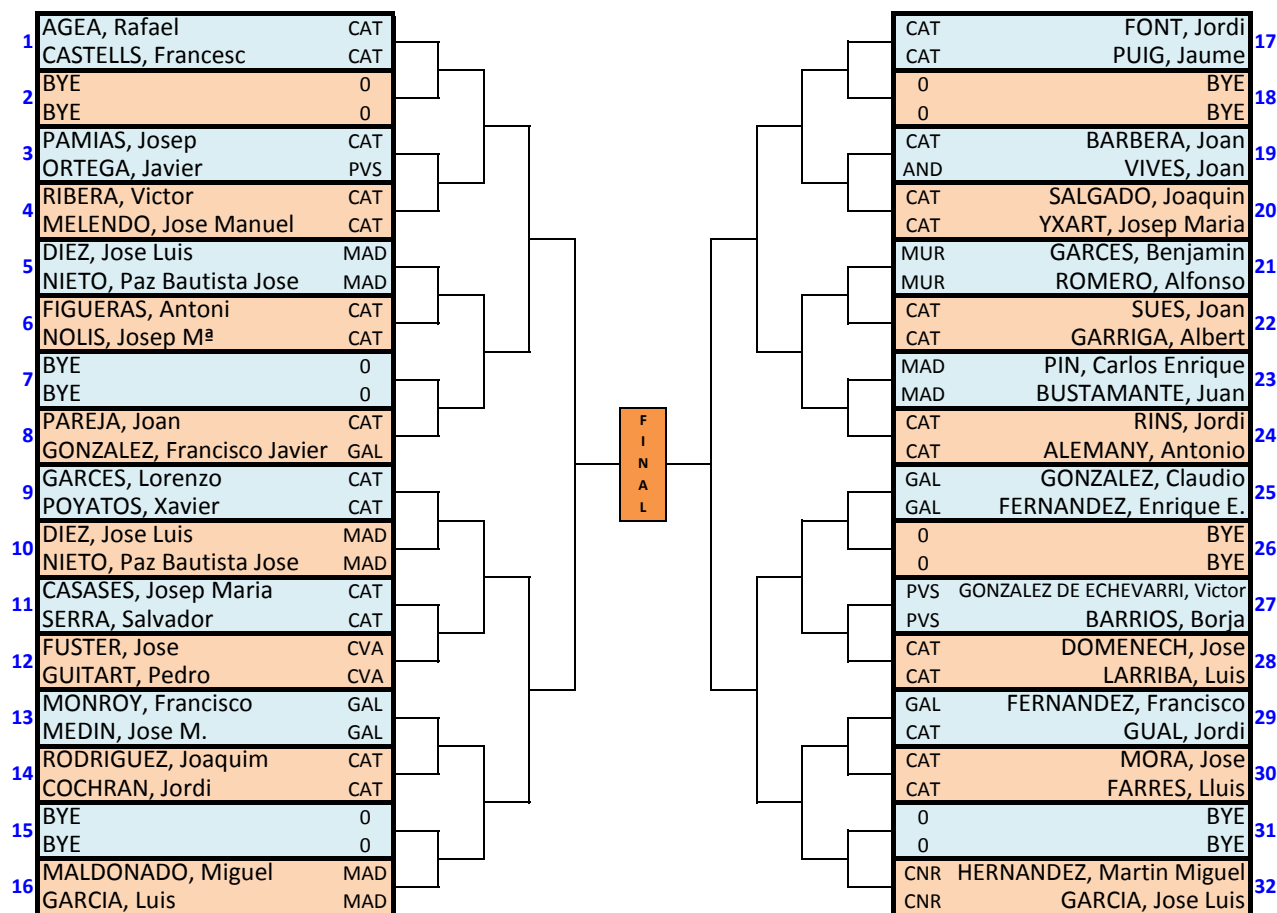 1
AGEA, Rafael CAT
CASTELLS, Francesc CAT
2
BYE 0
BYE 0
3
PAMIAS, Josep CAT
ORTEGA, Javier PVS
4
RIBERA, Victor CAT
MELENDO, Jose Manuel CAT
5
DIEZ, Jose Luis MAD
NIETO, Paz Bautista Jose MAD
6
FIGUERAS, Antoni CAT
NOLIS, Josep Mª CAT
7
BYE 0
BYE 0
8
PAREJA, Joan CAT
GONZALEZ, Francisco Javier GAL
9
GARCES, Lorenzo CAT
POYATOS, Xavier CAT
10
DIEZ, Jose Luis MAD
NIETO, Paz Bautista Jose MAD
11
CASASES, Josep Maria CAT
SERRA, Salvador CAT
12
FUSTER, Jose CVA
GUITART, Pedro CVA
13
MONROY, Francisco GAL
MEDIN, Jose M. GAL
14
RODRIGUEZ, Joaquim CAT
COCHRAN, Jordi CAT
15
BYE 0
BYE 0
16
MALDONADO, Miguel MAD
GARCIA, Luis MAD
F
I
N
A
L
CAT FONT, Jordi
CAT PUIG, Jaume
17
0 BYE
0 BYE
18
CAT BARBERA, Joan
AND VIVES, Joan
19
CAT SALGADO, Joaquin
CAT YXART, Josep Maria
20
MUR GARCES, Benjamin
MUR ROMERO, Alfonso
21
CAT SUES, Joan
CAT GARRIGA, Albert
22
MAD PIN, Carlos Enrique
MAD BUSTAMANTE, Juan
23
CAT RINS, Jordi
CAT ALEMANY, Antonio
24
GAL GONZALEZ, Claudio
GAL FERNANDEZ, Enrique E.
25
0 BYE
0 BYE
26
PVS GONZALEZ DE ECHEVARRI, Victor
PVS BARRIOS, Borja
27
CAT DOMENECH, Jose
CAT LARRIBA, Luis
28
GAL FERNANDEZ, Francisco
CAT GUAL, Jordi
29
CAT MORA, Jose
CAT FARRES, Lluis
30
0 BYE
0 BYE
31
CNR HERNANDEZ, Martin Miguel
CNR GARCIA, Jose Luis
32